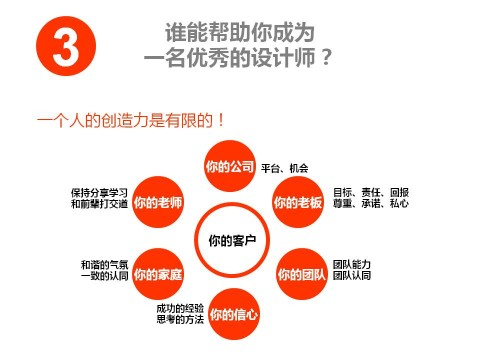 3
谁能帮助你成为
一名优秀的设计师？
一个人的创造力是有限的！
你的公司
平台、机会
保持分享学习
和前辈打交道
你的老师
你的老板
目标、责任、回报
尊重、承诺、私心
你的客户
和谐的气氛
一致的认同
你的家庭
你的团队
团队能力
团队认同
成功的经验
思考的方法
你的信心